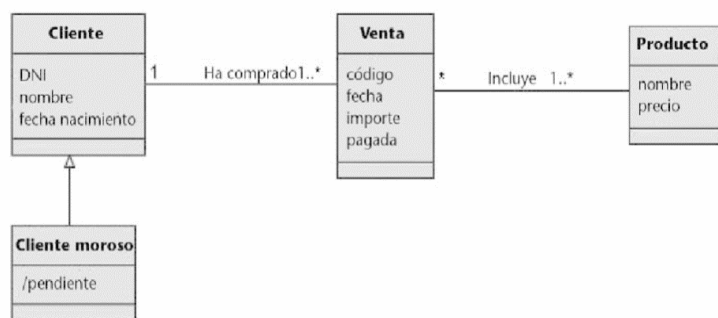 Cliente
DNI
nombre
fecha nacimiento
1
Ha comprado1..*
Venta
código
fecha
importe
pagada
*
Incluye 1..*
Producto
nombre
precio
Cliente moroso
/pendiente